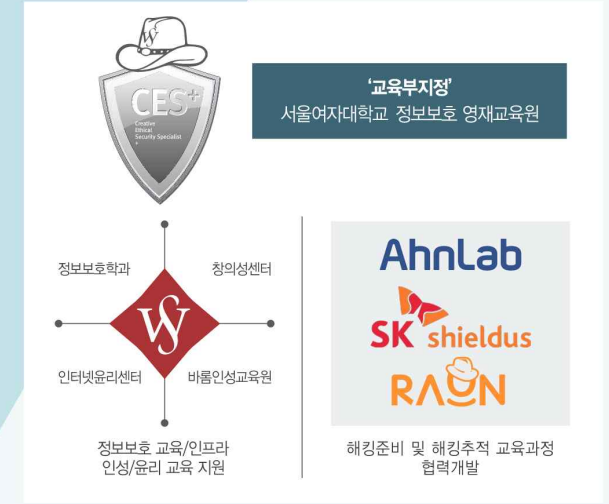 CES+
Creative
Ethical
Security Specialist
+
'교육부지정'
서울여자대학교 정보보호 영재교육원
정보보호학과
창의성센터
인터넷윤리센터
바롬인성교육원
정보보호 교육/인프라
인성/윤리 교육 지원
AhnLab
SK shieldus
RAON
해킹준비 및 해킹추적 교육과정
협력개발